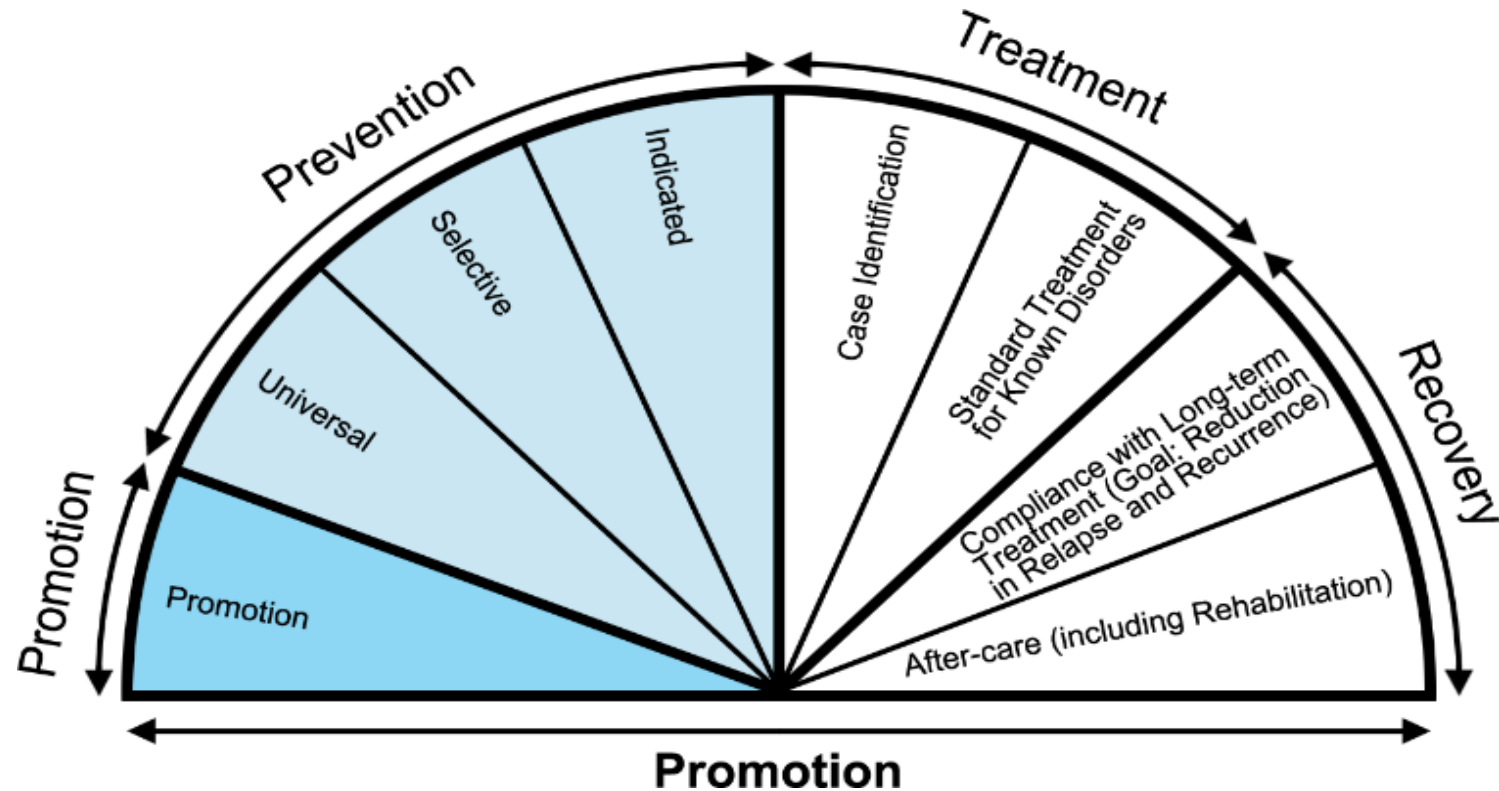 Promotion
Prevention
Treatment
Recovery
Promotion
Universal
Selective
Indicated
Case Identification
Standard Treatment
for Known Disorders
Compliance with Long-term
Treatment (Goal: Reduction
in Relapse and Recurrence)
After-care (including Rehabilitation)
Promotion